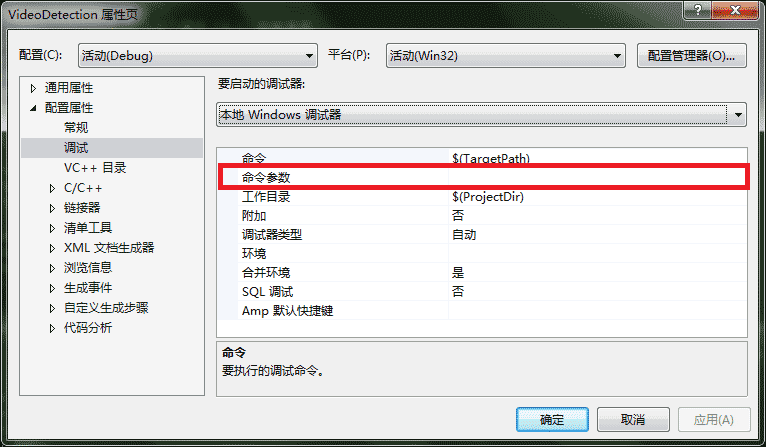 VideoDetection 属性页
配置(C): 活动(Debug) 平台(P): 活动(Win32) 配置管理器(O)...
通用属性
配置属性
常规
调试
VC++ 目录
C/C++
链接器
清单工具
XML 文档生成器
浏览信息
生成事件
自定义生成步骤
代码分析
要启动的调试器:
本地 Windows 调试器
命令 $(TargetPath)
命令参数
工作目录 $(ProjectDir)
附加 否
调试器类型 自动
环境
合并环境 是
SQL 调试 否
Amp 默认快捷键
命令
要执行的调试命令。
确定 取消 应用(A)